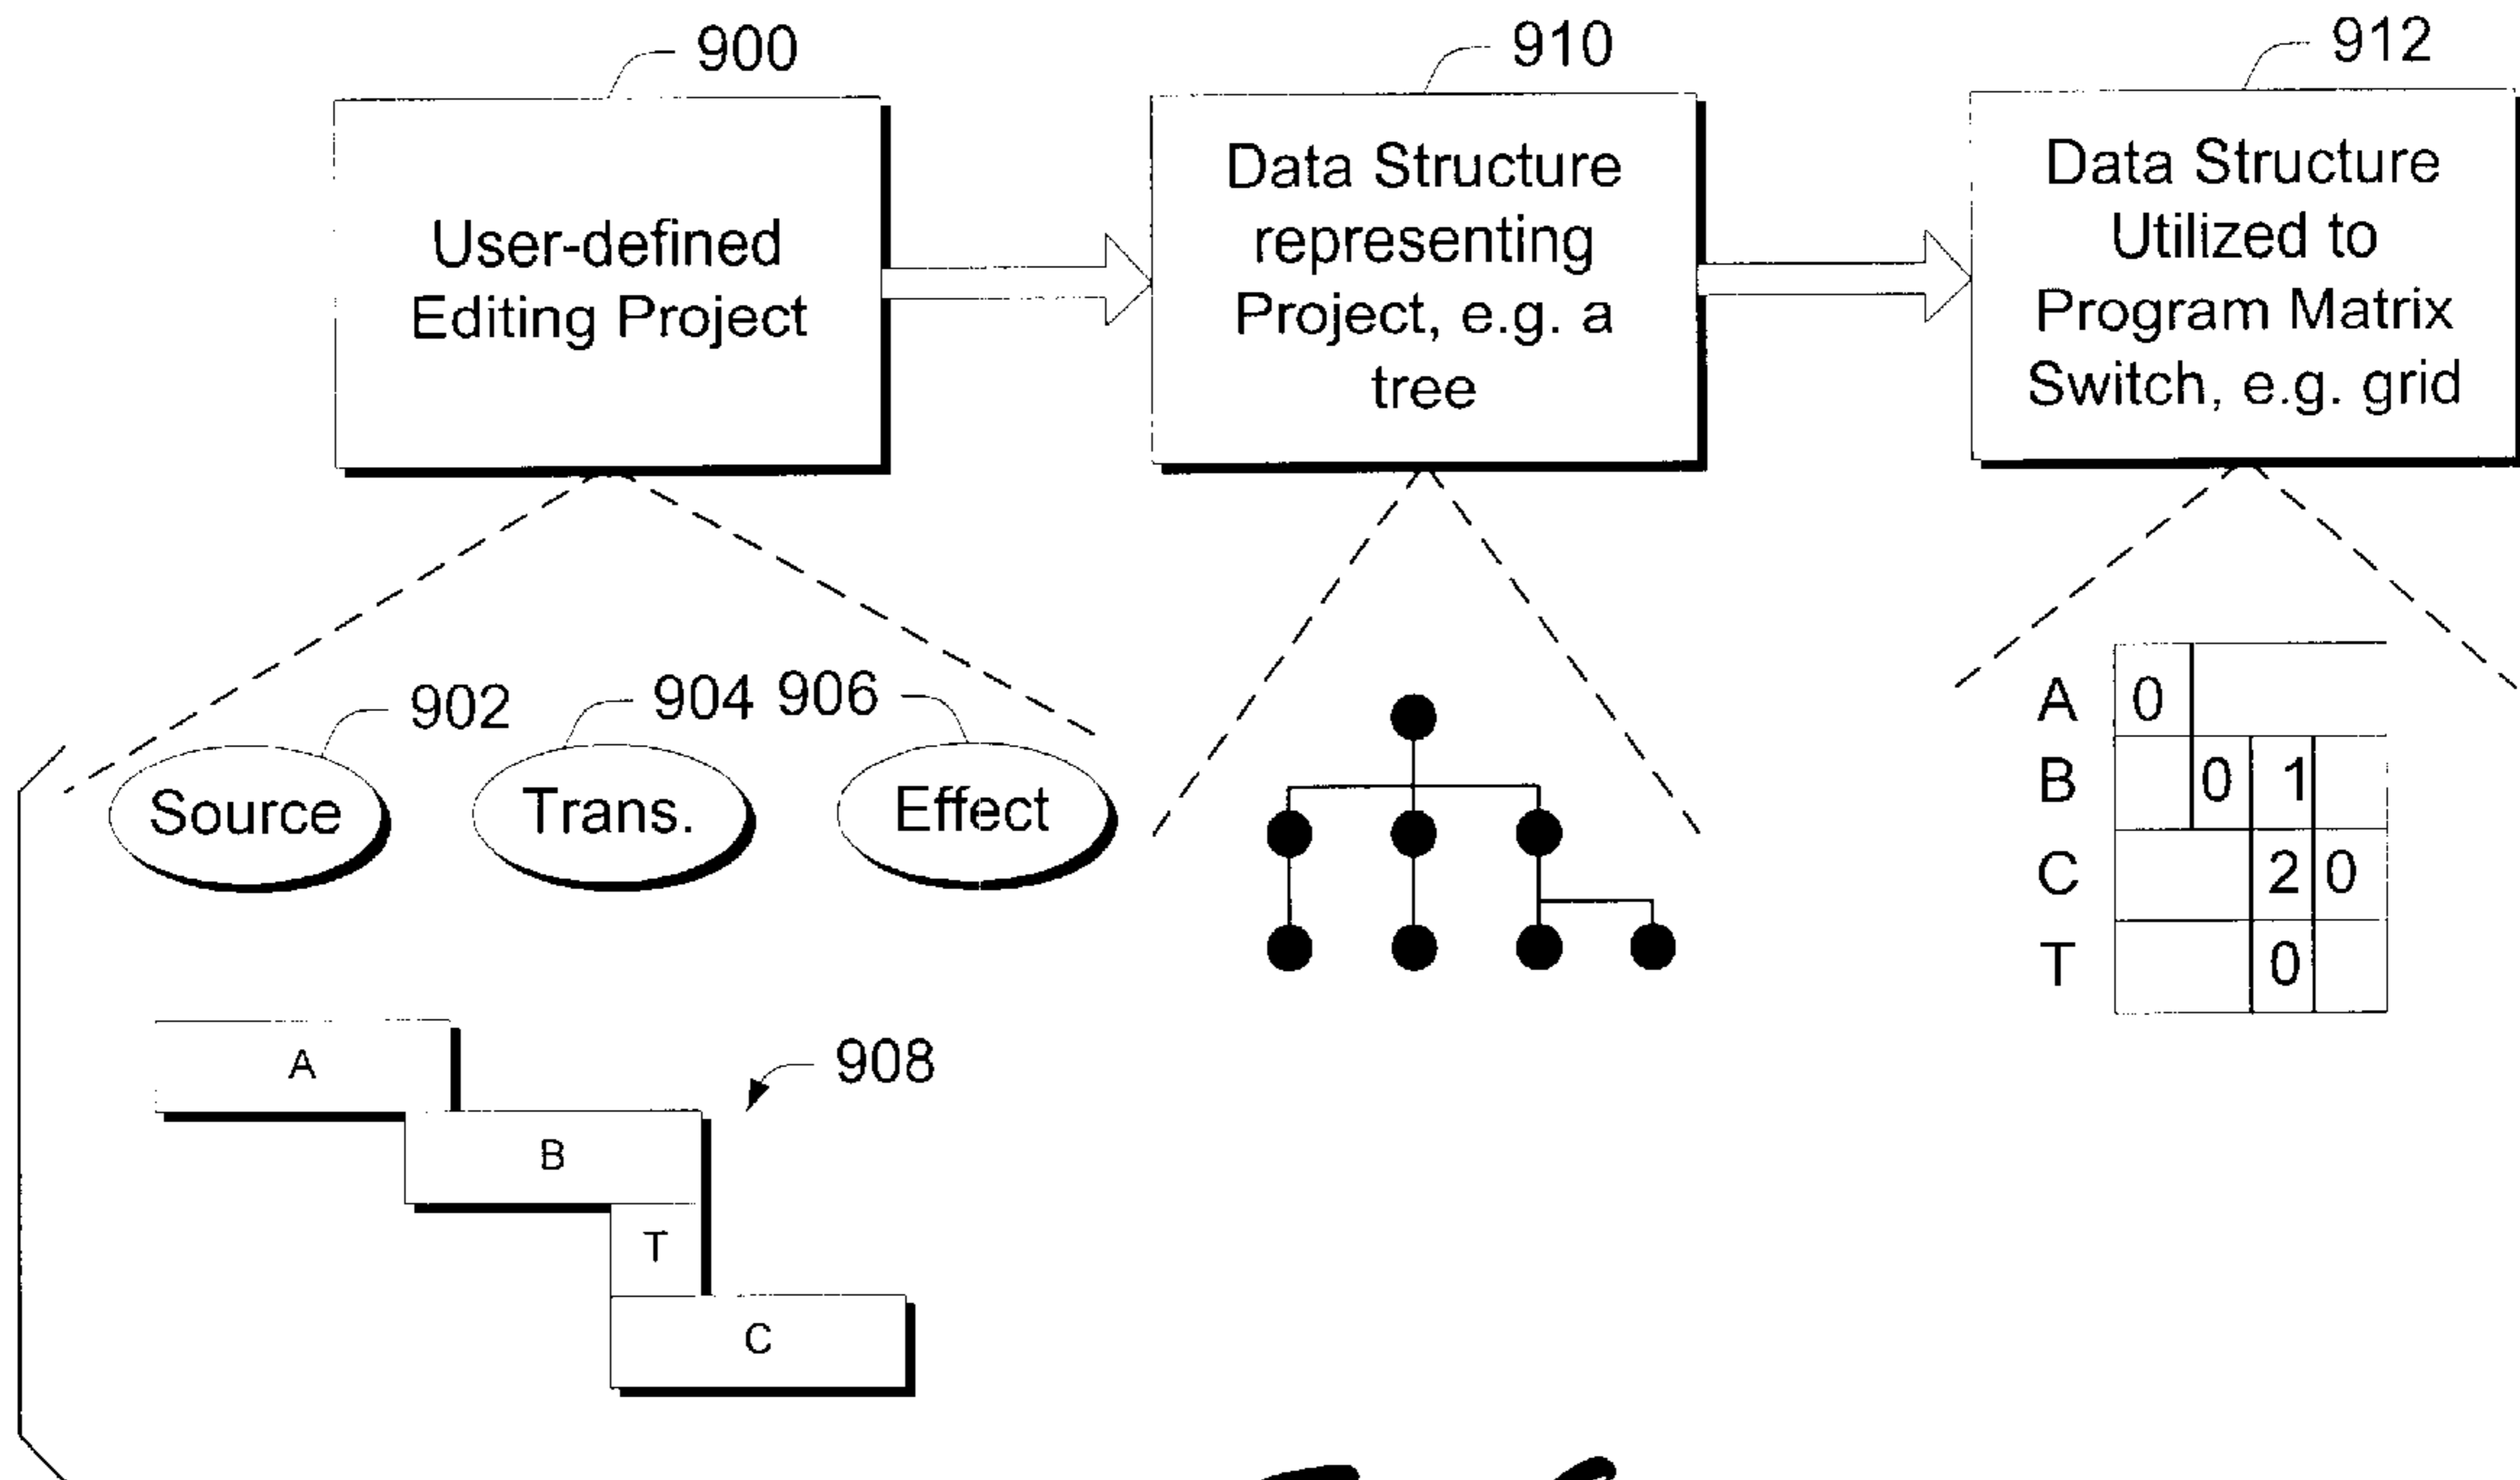 900
910
912
User-defined
Editing Project
Data Structure
representing
Project, e.g. a
tree
Data Structure
Utilized to
Program Matrix
Switch, e.g. grid
902
904
906
Source
Trans.
Effect
A 0
B 0 1
C 2 0
T 0
908
A
B
T
C